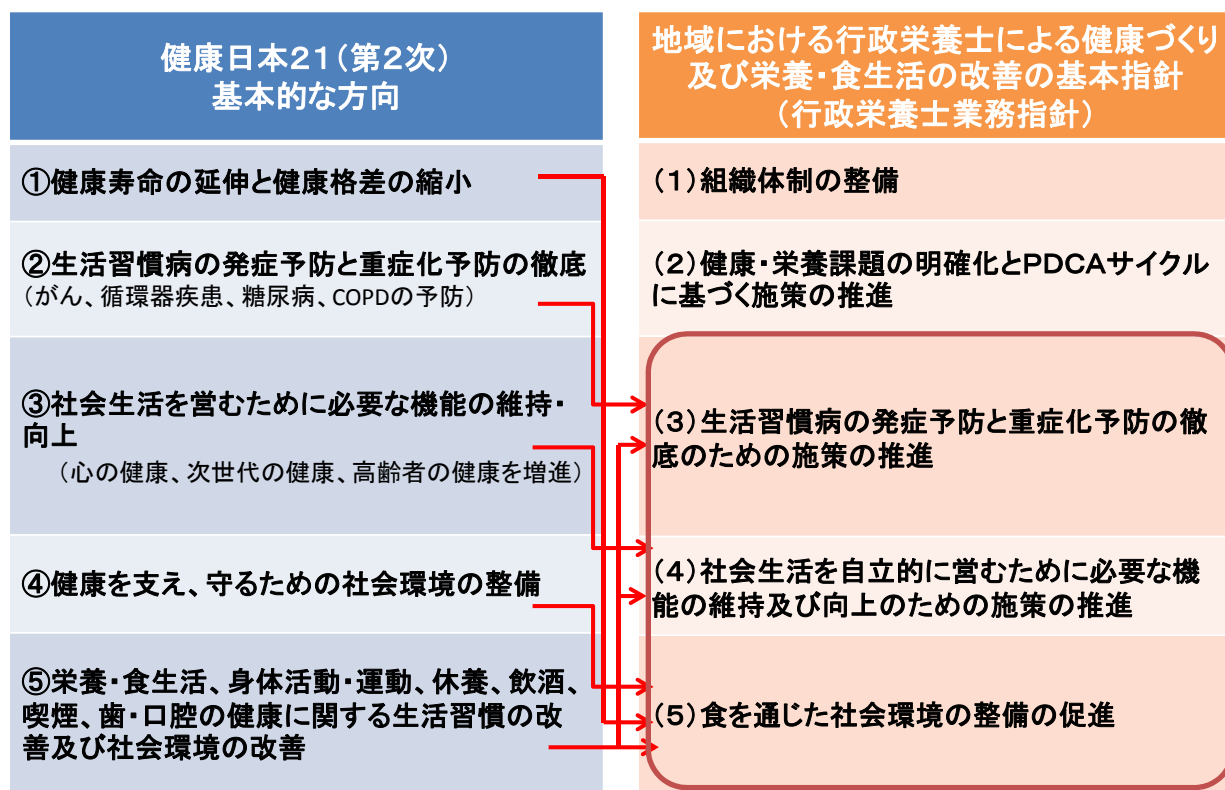 健康日本21(第2次)
基本的な方向
①健康寿命の延伸と健康格差の縮小
②生活習慣病の発症予防と重症化予防の徹底
(がん、循環器疾患、糖尿病、COPDの予防)
③社会生活を営むために必要な機能の維持・
向上
(心の健康、次世代の健康、高齢者の健康を増進)
④健康を支え、守るための社会環境の整備
⑤栄養・食生活、身体活動・運動、休養、飲酒、
喫煙、歯・口腔の健康に関する生活習慣の改
善及び社会環境の改善
地域における行政栄養士による健康づくり
及び栄養・食生活の改善の基本指針
(行政栄養士業務指針)
(1)組織体制の整備
(2)健康・栄養課題の明確化とPDCAサイクル
に基づく施策の推進
(3)生活習慣病の発症予防と重症化予防の徹
底のための施策の推進
(4)社会生活を自立的に営むために必要な機
能の維持及び向上のための施策の推進
(5)食を通じた社会環境の整備の促進